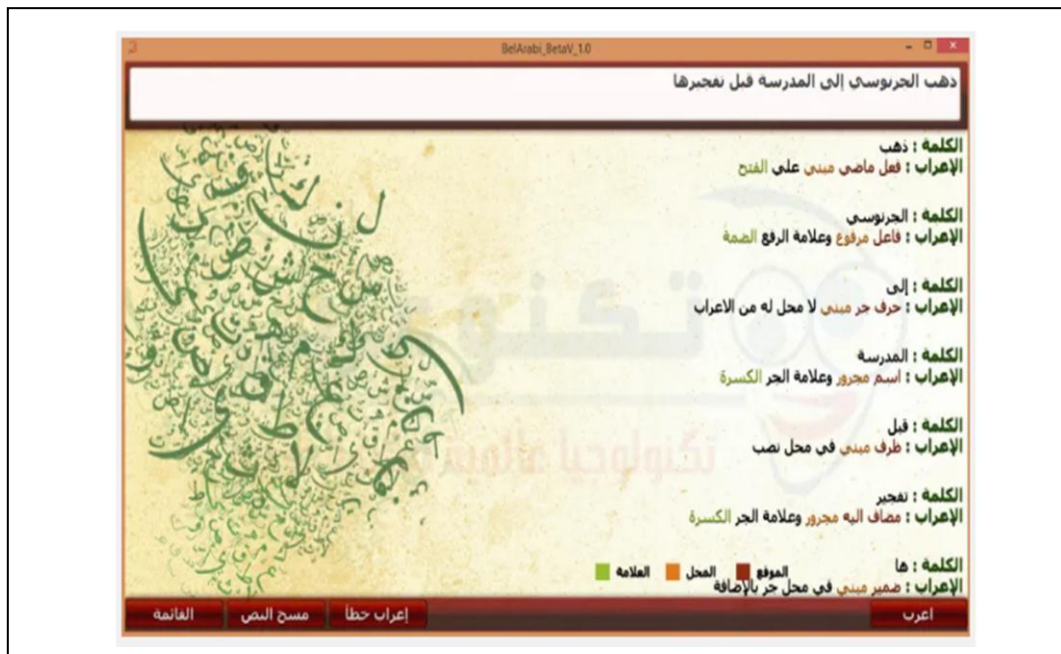 BelArabi_BetaV_1.0
ذهب الجرنوسي إلى المدرسة قبل تفجيرها
الكلمة : ذهب
الإعراب : فعل ماضي مبني على الفتح
الكلمة : الجرنوسي
الإعراب : فاعل مرفوع وعلامة الرفع الضمة
الكلمة : إلى
الإعراب : حرف جر مبني لا محل له من الاعراب
الكلمة : المدرسة
الإعراب : اسم مجرور وعلامة الجر الكسرة
الكلمة : قبل
الإعراب : ظرف مبني في محل نصب
الكلمة : تفجير
الإعراب : مضاف اليه مجرور وعلامة الجر الكسرة
الكلمة : ها
الإعراب : ضمير مبني في محل جر بالإضافة
الموقع المحل العلامة
اعرب إعراب خطأ مسح النص القائمة
تكنولوجيا عالمية